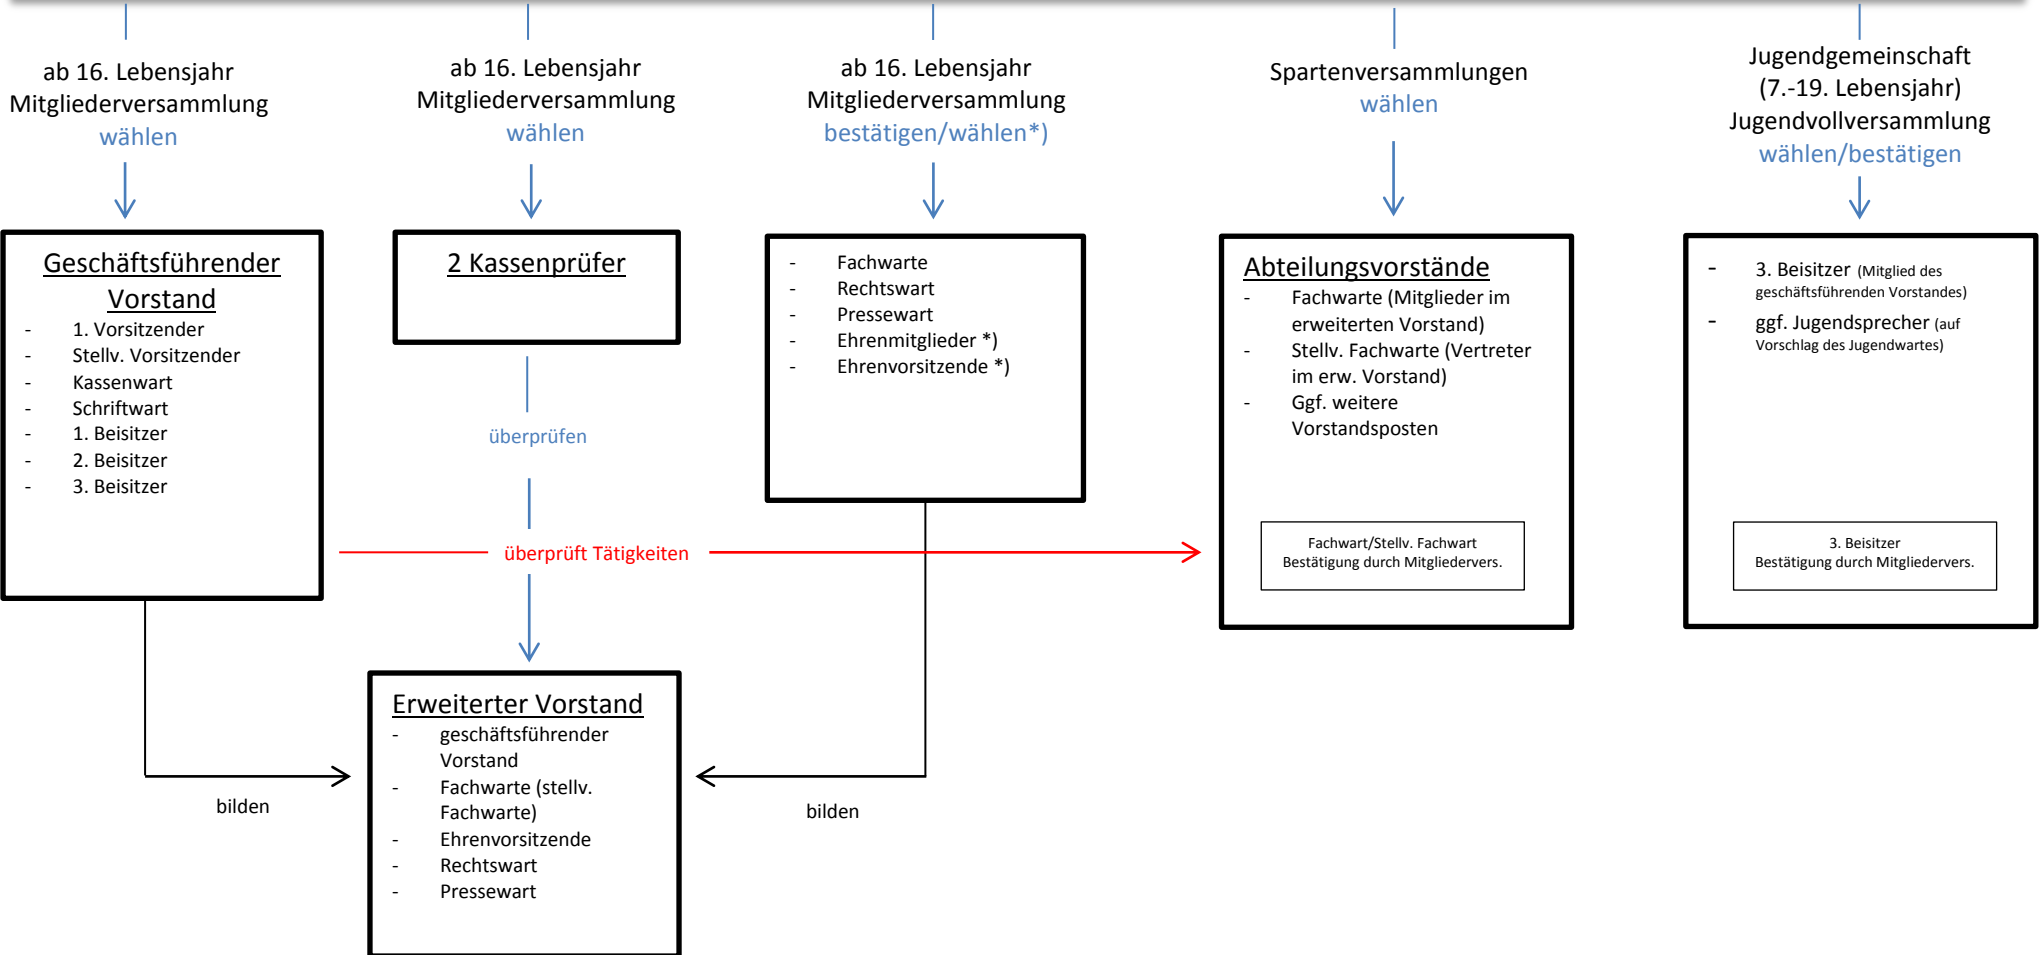 ab 16. Lebensjahr
Mitgliederversammlung
wählen
ab 16. Lebensjahr
Mitgliederversammlung
wählen
ab 16. Lebensjahr
Mitgliederversammlung
bestätigen/wählen*)
Spartenversammlungen
wählen
Jugendgemeinschaft
(7.-19. Lebensjahr)
Jugendvollversammlung
wählen/bestätigen
Geschäftsführender
Vorstand
- 1. Vorsitzender
- Stellv. Vorsitzender
- Kassenwart
- Schriftwart
- 1. Beisitzer
- 2. Beisitzer
- 3. Beisitzer
2 Kassenprüfer
- Fachwarte
- Rechtswart
- Pressewart
- Ehrenmitglieder *)
- Ehrenvorsitzende *)
Abteilungsvorstände
- Fachwarte (Mitglieder im
erweiterten Vorstand)
- Stellv. Fachwarte (Vertreter
im erw. Vorstand)
- Ggf. weitere
Vorstandsposten
Fachwart/Stellv. Fachwart
Bestätigung durch Mitgliedervers.
- 3. Beisitzer (Mitglied des
geschäftsführenden Vorstandes)
- ggf. Jugendsprecher (auf
Vorschlag des Jugendwartes)
3. Beisitzer
Bestätigung durch Mitgliedervers.
überprüfen
überprüft Tätigkeiten
Erweiterter Vorstand
- geschäftsführender
Vorstand
- Fachwarte (stellv.
Fachwarte)
- Ehrenvorsitzende
- Rechtswart
- Pressewart
bilden
bilden